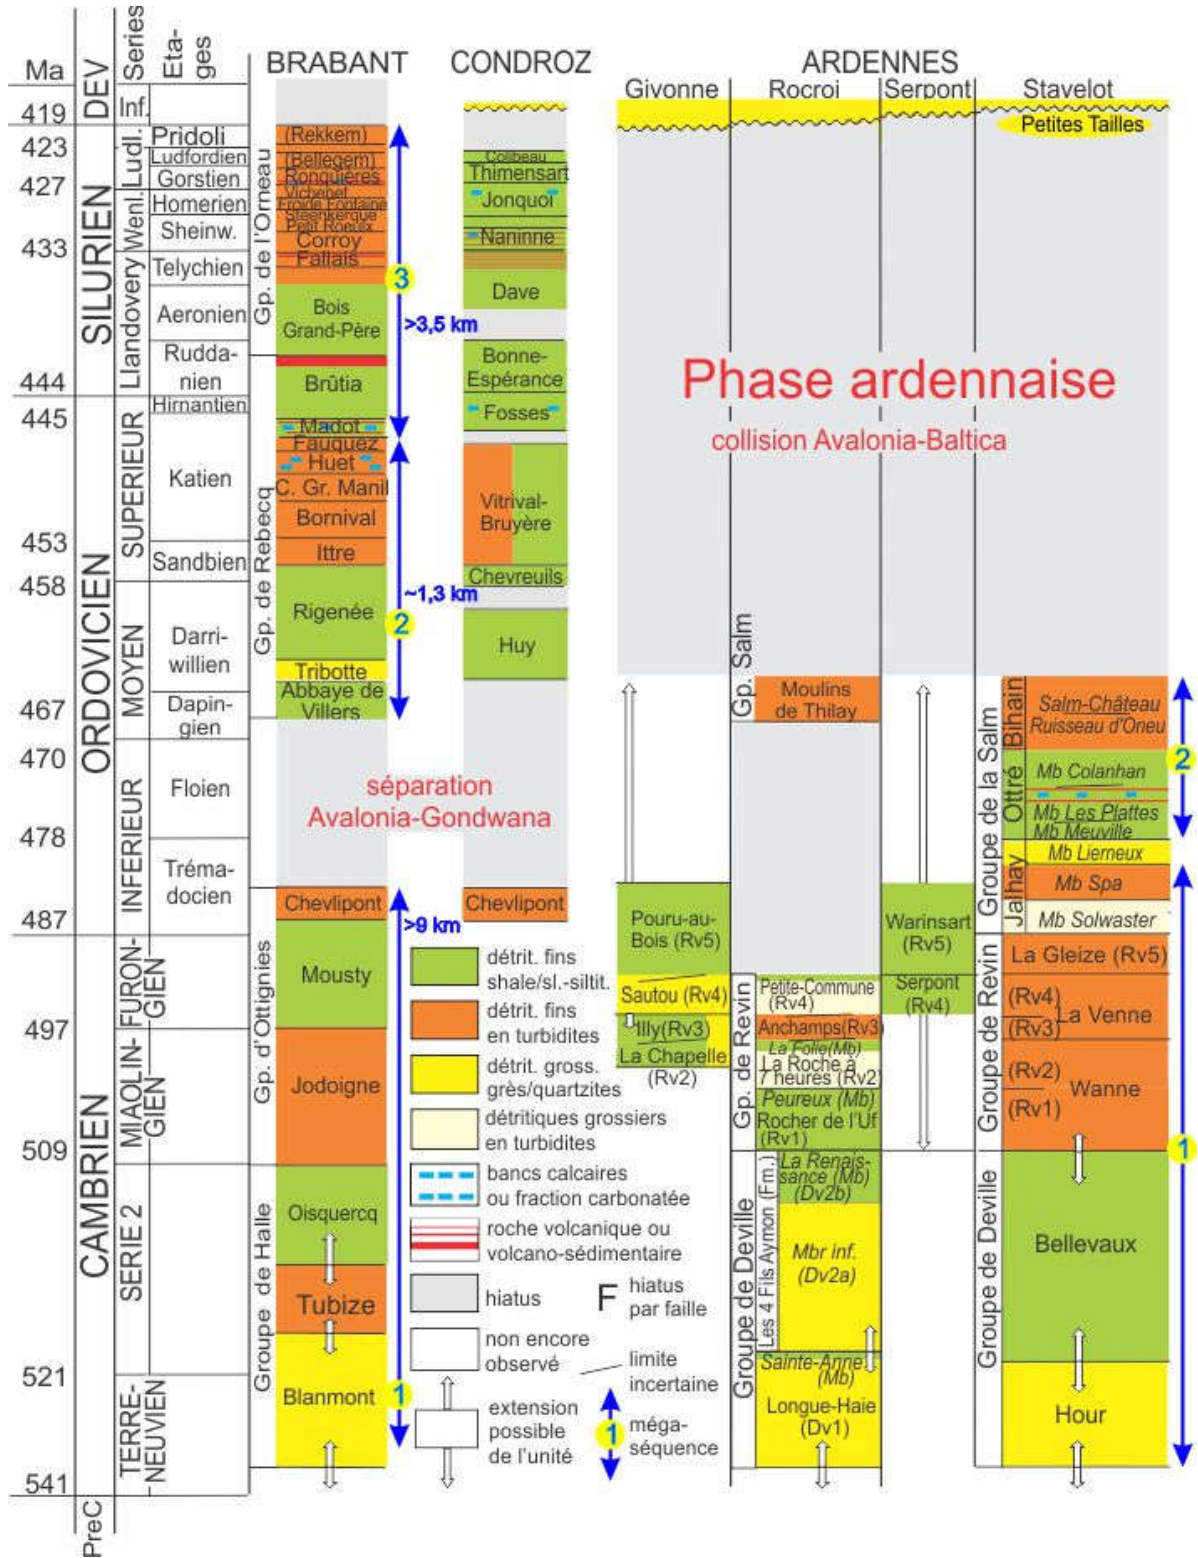 Ma
DEV
Series
Eta-
ges
BRABANT
CONDROZ
ARDENNES
Givonne
Rocroi
Serpont
Stavelot
419
423
427
433
444
445
453
458
467
470
478
487
497
509
521
541
SILURIEN
ORDOVICIEN
CAMBRIEN
PreC
Inf.
Ludl.
Wenl.
Llandovery
SUPERIEUR
MOYEN
INFERIEUR
FURON-
GIEN
MIAOLIN-
GIEN
SERIE 2
TERRE-
NEUVIEN
Pridoli
Ludfordien
Gorstien
Homerien
Sheinw.
Telychien
Aeronien
Rudda-
nien
Hirnantien
Katien
Sandbien
Darri-
willien
Dapin-
gien
Floien
Tréma-
docien
Gp. de l'Orneau
Gp. de Rebecq
Gp. d'Ottignies
Groupe de Halle
(Rekkem)
(Bellegem)
Ronquières
Vichenet
Froide Fontaine
Steenkerque
Petit Roeulx
Corroy
Fallais
Bois
Grand-Père
Brûtia
Madot
Fauquez
Huet
C. Gr. Manil
Bornival
Ittre
Rigenée
Tribotte
Abbaye de
Villers
Chevlipont
Mousty
Jodoigne
Oisquercq
Tubize
Blanmont
3
>3,5 km
~1,3 km
2
>9 km
1
Colibeau
Thimensart
Jonquoi
Naninne
Dave
Bonne-
Espérance
Fosses
Vitrival-
Bruyère
Chevreuils
Huy
Chevlipont
séparation
Avalonia-Gondwana
détrit. fins
shale/sl.-siltit.
détrit. fins
en turbidites
détrit. gross.
grès/quartzites
détritiques grossiers
en turbidites
bancs calcaires
ou fraction carbonatée
roche volcanique ou
volcano-sédimentaire
hiatus
F
hiatus
par faille
non encore
observé
limite
incertaine
extension
possible
de l'unité
1
méga-
séquence
Petites Tailles
Phase ardennaise
collision Avalonia-Baltica
Pouru-au-
Bois (Rv5)
Sautou (Rv4)
Illy(Rv3)
La Chapelle
(Rv2)
Gp. Salm
Gp. de Revin
Groupe de Deville
Les 4 Fils Aymon (Fm.)
Moulins
de Thilay
Petite-Commune
(Rv4)
Anchamps(Rv3)
La Folie(Mb)
La Roche à
7 heures (Rv2)
Peureux (Mb)
Rocher de l'Uf
(Rv1)
La Renais-
sance (Mb)
(Dv2b)
Mbr inf.
(Dv2a)
Sainte-Anne
(Mb)
Longue-Haie
(Dv1)
Warinsart
(Rv5)
Serpont
(Rv4)
Groupe de la Salm
Groupe de Revin
Groupe de Deville
Bihain
Ottré
Jalhay
Salm-Château
Ruisseau d'Oneu
Mb Colanhan
Mb Les Plattes
Mb Meuville
Mb Lierneux
Mb Spa
Mb Solwaster
La Gleize (Rv5)
(Rv4)
(Rv3)
La Venne
(Rv2)
(Rv1)
Wanne
Bellevaux
Hour
2
1